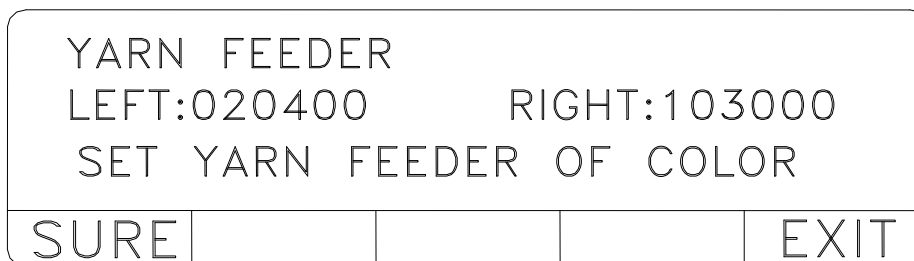 YARN FEEDER
LEFT:020400 RIGHT:103000
SET YARN FEEDER OF COLOR
SURE EXIT